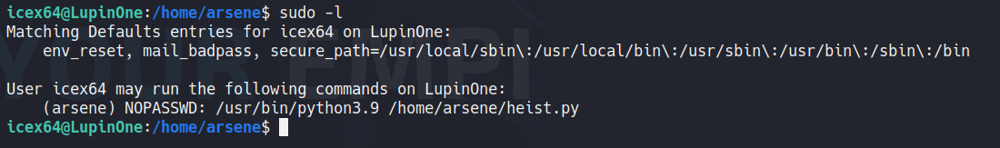 icex64@LupinOne:/home/arsene$ sudo -l
Matching Defaults entries for icex64 on LupinOne:
    env_reset, mail_badpass, secure_path=/usr/local/sbin\:/usr/local/bin\:/usr/sbin\:/usr/bin\:/sbin\:/bin
YOUR EMPI
User icex64 may run the following commands on LupinOne:
    (arsene) NOPASSWD: /usr/bin/python3.9 /home/arsene/heist.py
icex64@LupinOne:/home/arsene$